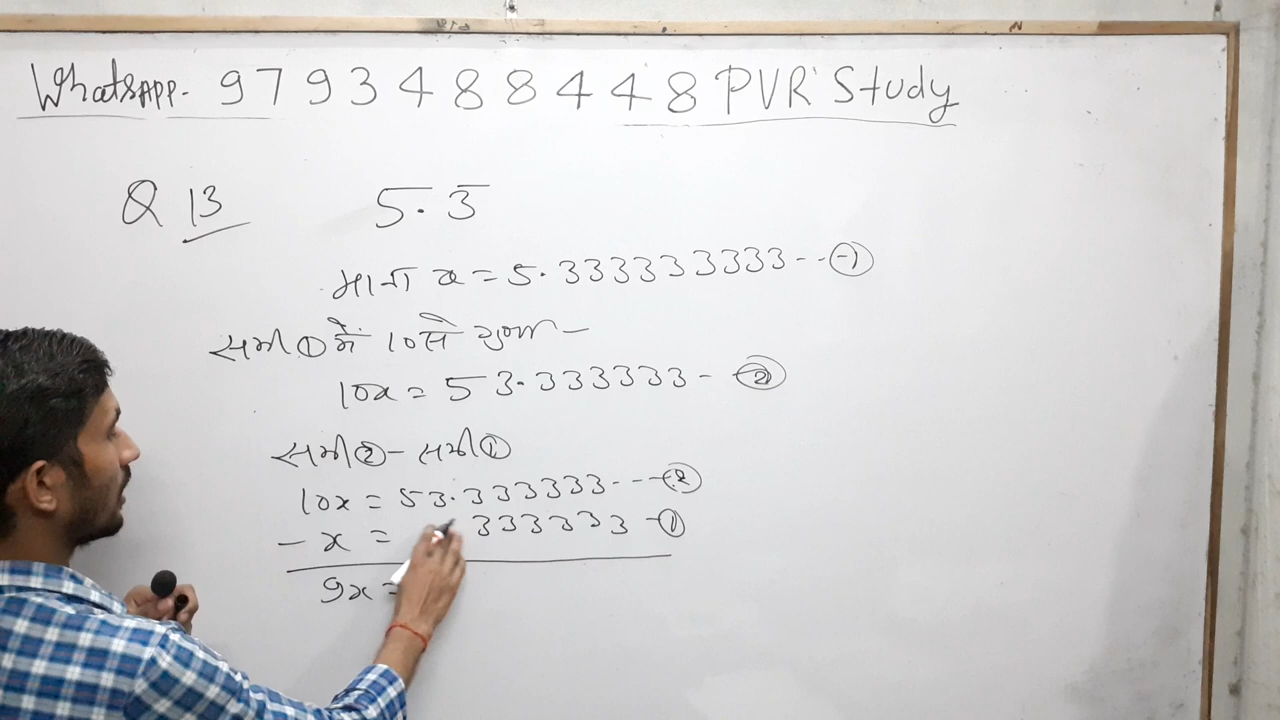 WhatsAPP- 9793488448 PVR Study
Q 13 5.3̅
माना x = 5.333333333--- ①
समी ① में 10 से गुणा -
10x = 53.333333 - ②
समी ② - समी ①
10x = 53.333333--- ②
- x = 333333 - ①
9x =